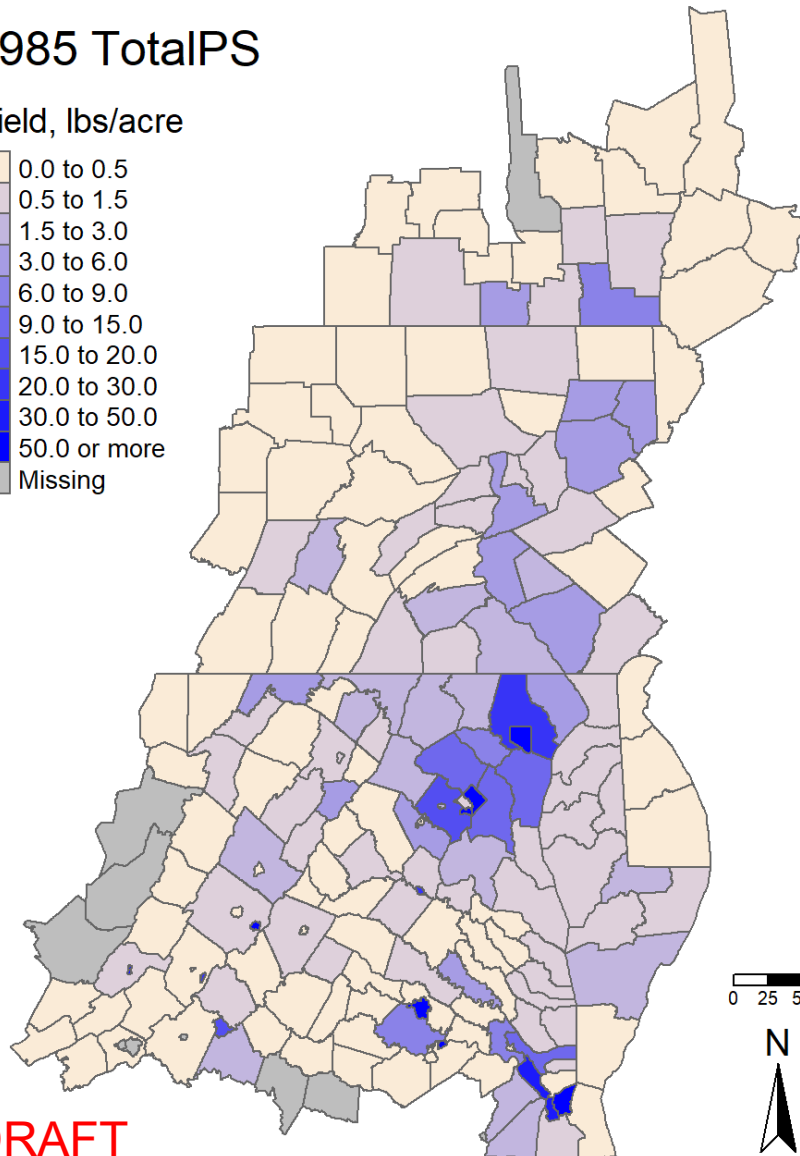 985 TotalPS
ield, lbs/acre
0.0 to 0.5
0.5 to 1.5
1.5 to 3.0
3.0 to 6.0
6.0 to 9.0
9.0 to 15.0
15.0 to 20.0
20.0 to 30.0
30.0 to 50.0
50.0 or more
Missing
0 25 5
N
RAFT